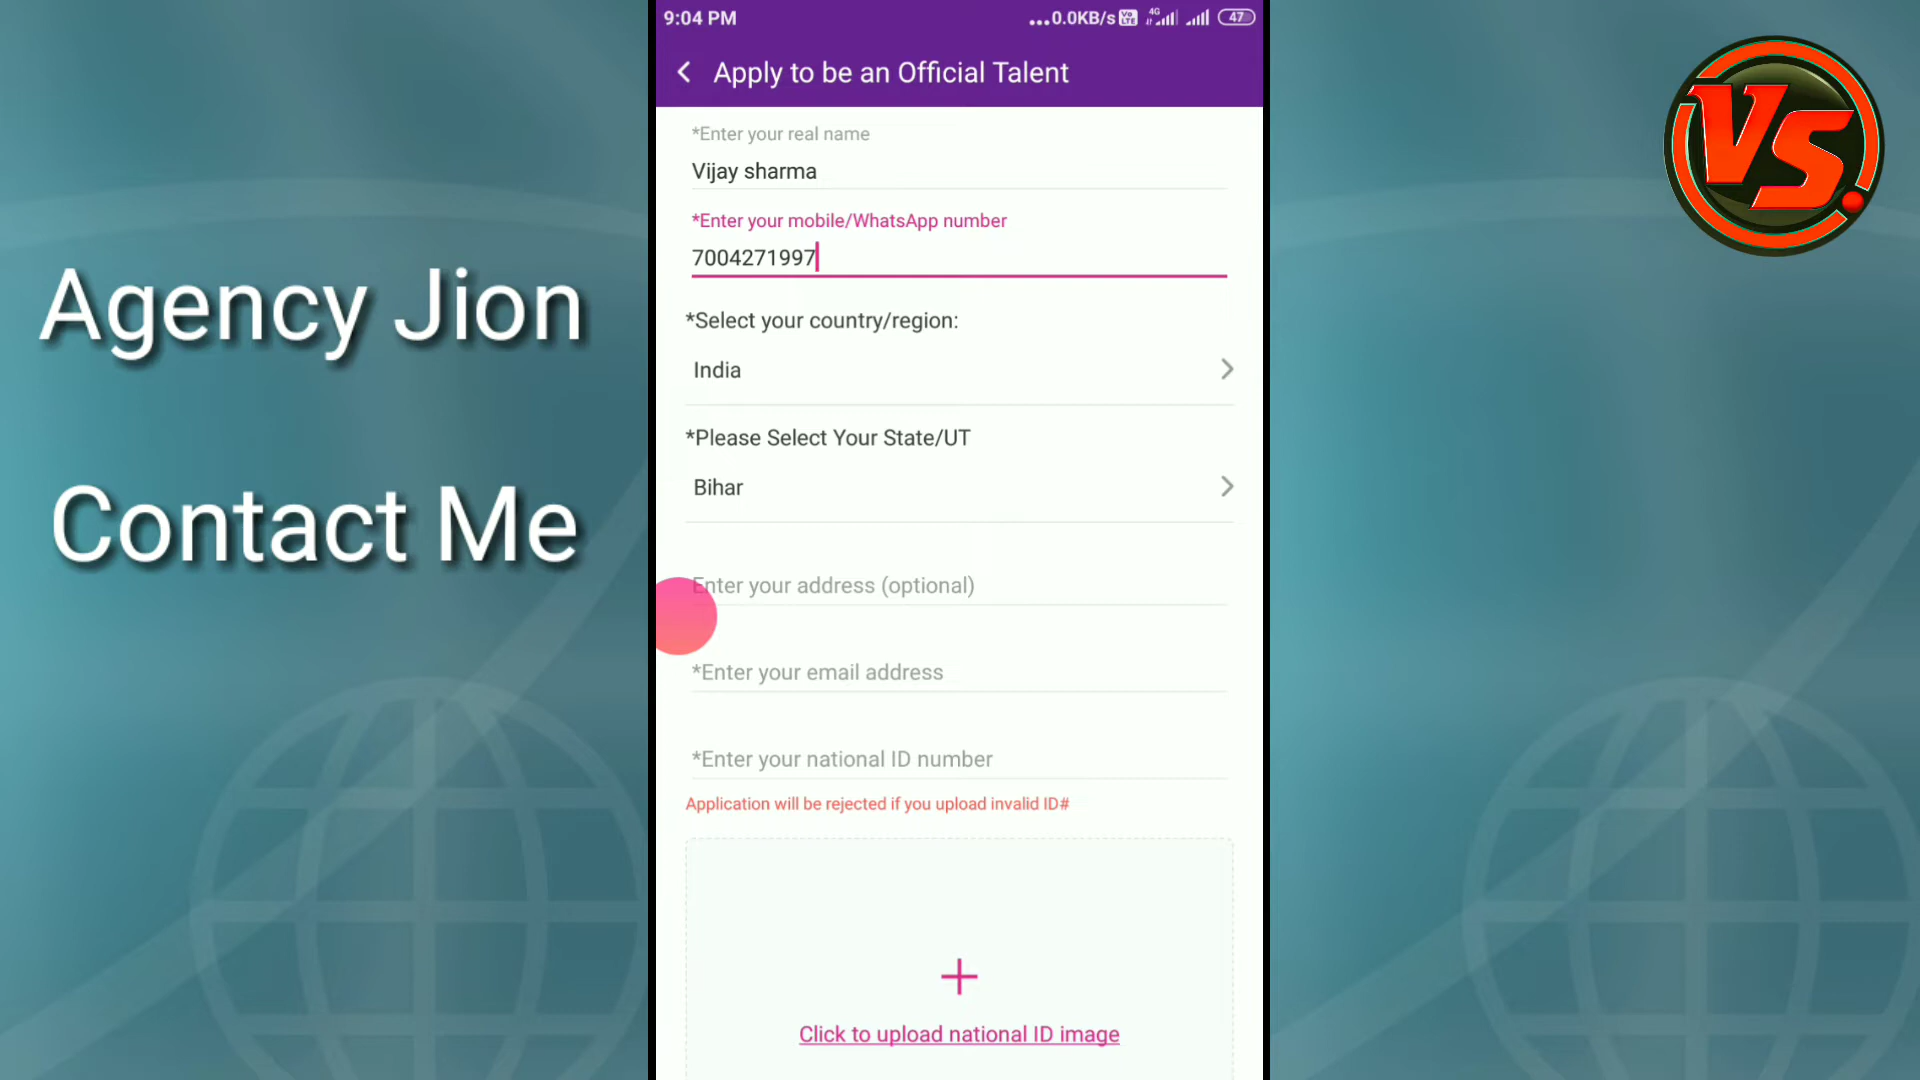 9:04 PM
...0.0KB/s Vo LTE 4G 47
Apply to be an Official Talent
*Enter your real name
Vijay sharma
*Enter your mobile/WhatsApp number
7004271997
*Select your country/region:
India
*Please Select Your State/UT
Bihar
Enter your address (optional)
*Enter your email address
*Enter your national ID number
Application will be rejected if you upload invalid ID#
Click to upload national ID image
Agency Jion
Contact Me
VS.